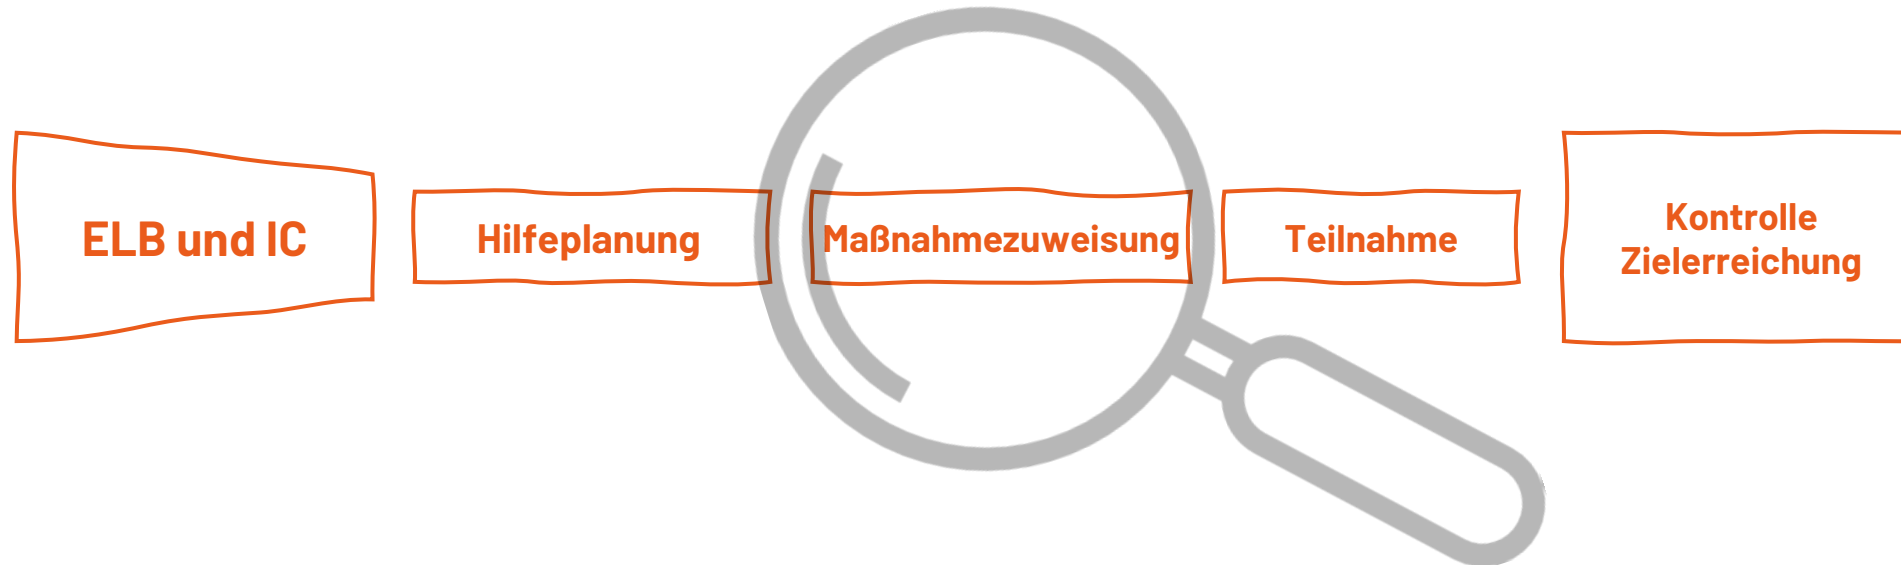 ELB und IC
Hilfeplanung
Maßnahmezuweisung
Teilnahme
Kontrolle
Zielerreichung